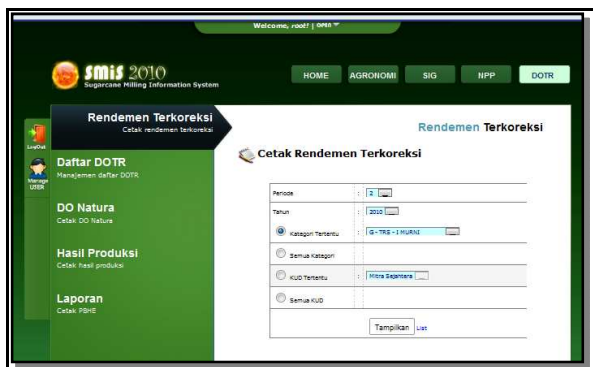 Welcome, root! | OPEN
SMIS 2010
Sugarcane Milling Information System
HOME AGRONOMI SIG NPP DOTR
LogOut
Manage USER
Rendemen Terkoreksi
Cetak rendemen terkoreksi
Daftar DOTR
Manajemen daftar DOTR
DO Natura
Cetak DO Natura
Hasil Produksi
Cetak hasil produksi
Laporan
Cetak PBHE
Rendemen Terkoreksi
Cetak Rendemen Terkoreksi
Periode : 2 ...
Tahun : 2010 ...
Kategori Tertentu : G - TRS - I MURNI ...
Semua Kategori
KUD Tertentu : Mitra Sejahtera ...
Semua KUD
Tampilkan List